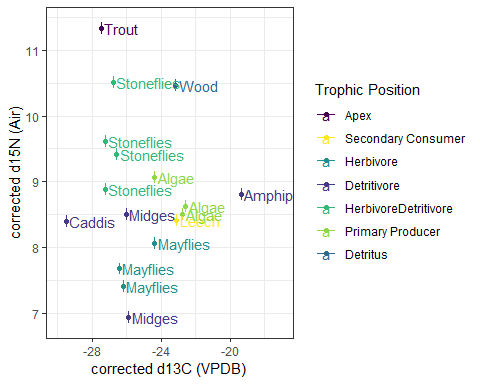 Trout
11
Stoneflies
Wood
10
Stoneflies
Stoneflies
Algae
9
Stoneflies
Amphip
Algae
Midges
Algae
Caddis
Leech
8
Mayflies
Mayflies
Mayflies
7
Midges
-28
-24
-20
corrected d13C (VPDB)
corrected d15N (Air)
Trophic Position
a Apex
a Secondary Consumer
a Herbivore
a Detritivore
a HerbivoreDetritivore
a Primary Producer
a Detritus